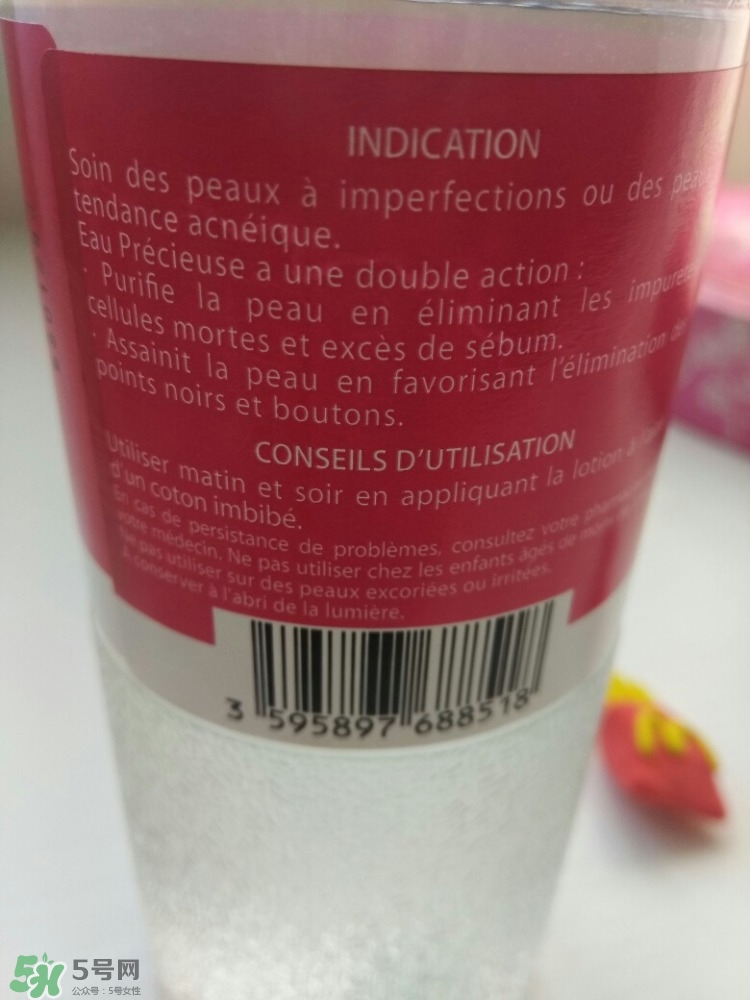 INDICATION
Soin des peaux à imperfections ou des
tendance acnéique.
Eau Précieuse a une double action :
· Purifie la peau en éliminant les
cellules mortes et excès de sébum.
· Assainit la peau en favorisant l'élimination
points noirs et boutons.
CONSEILS D'UTILISATION
Utiliser matin et soir en appliquant la lotion à
d'un coton imbibé.
En cas de persistance de problèmes, consultez votre
votre médecin. Ne pas utiliser chez les enfants âgés de
Ne pas utiliser sur des peaux excoriées ou irritées.
A conserver à l'abri de la lumière.
3 595897 688518
5号网
公众号：5号女性